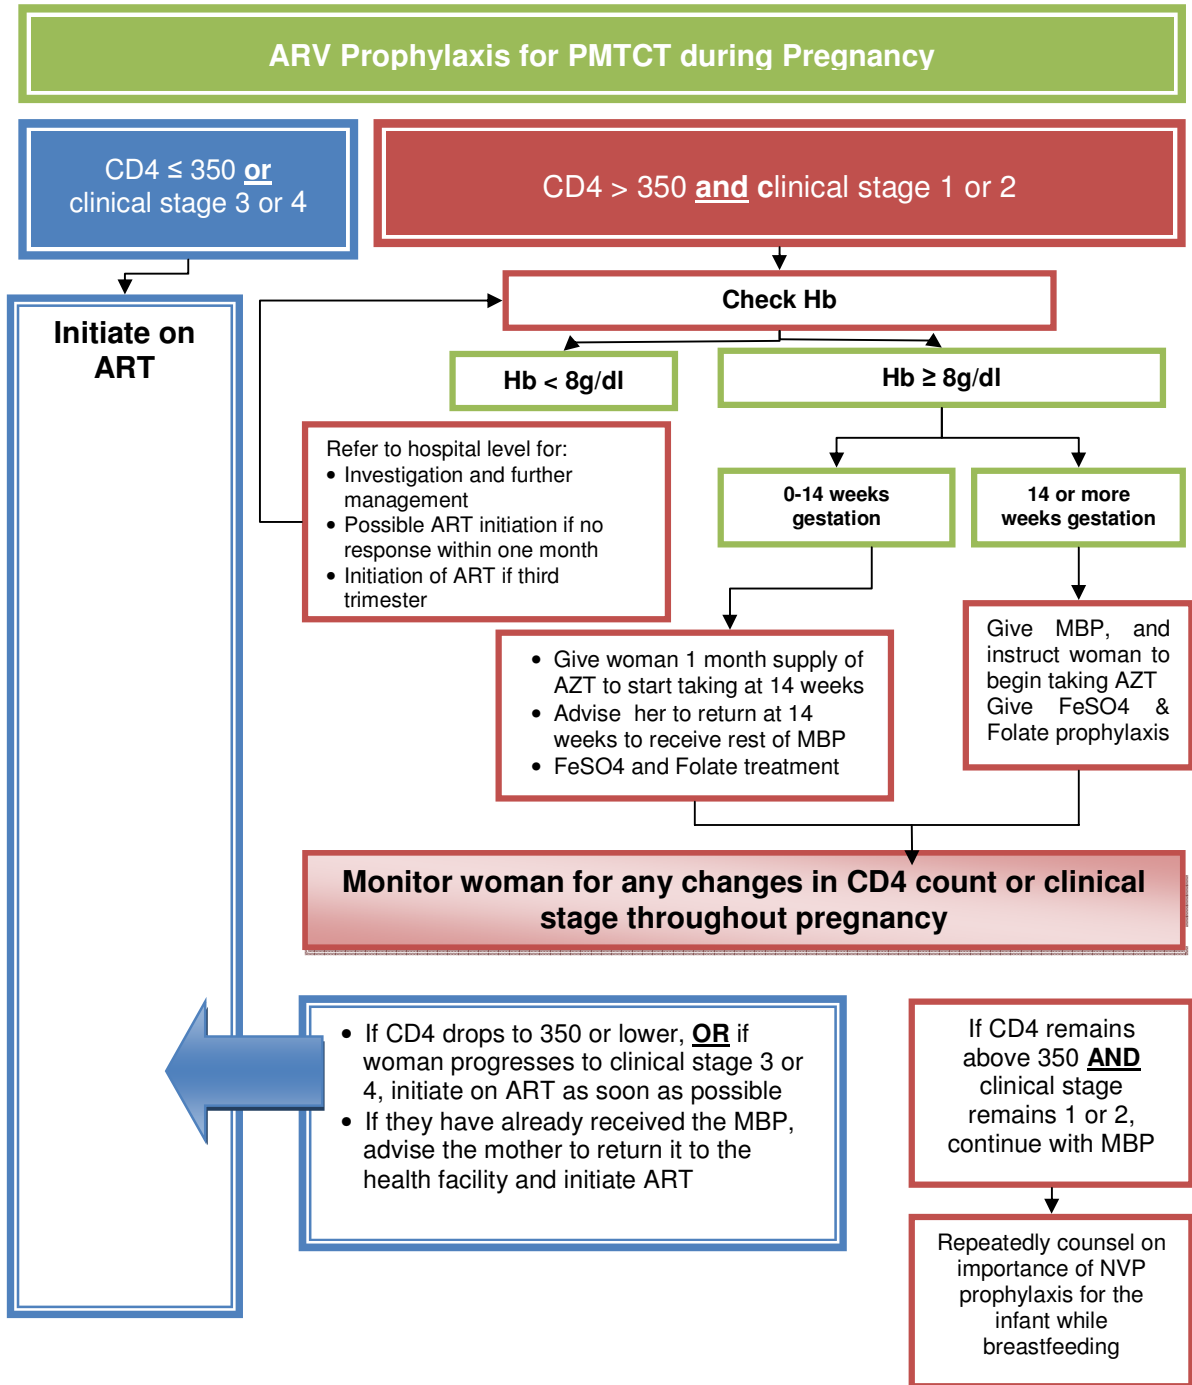 ARV Prophylaxis for PMTCT during Pregnancy
CD4 ≤ 350 or
clinical stage 3 or 4
CD4 > 350 and clinical stage 1 or 2
Initiate on
ART
Check Hb
Hb < 8g/dl
Hb ≥ 8g/dl
Refer to hospital level for:
• Investigation and further
management
• Possible ART initiation if no
response within one month
• Initiation of ART if third
trimester
0-14 weeks
gestation
14 or more
weeks gestation
• Give woman 1 month supply of
AZT to start taking at 14 weeks
• Advise her to return at 14
weeks to receive rest of MBP
• FeSO4 and Folate treatment
Give MBP, and
instruct woman to
begin taking AZT
Give FeSO4 &
Folate prophylaxis
Monitor woman for any changes in CD4 count or clinical
stage throughout pregnancy
• If CD4 drops to 350 or lower, OR if
woman progresses to clinical stage 3 or
4, initiate on ART as soon as possible
• If they have already received the MBP,
advise the mother to return it to the
health facility and initiate ART
If CD4 remains
above 350 AND
clinical stage
remains 1 or 2,
continue with MBP
Repeatedly counsel on
importance of NVP
prophylaxis for the
infant while
breastfeeding